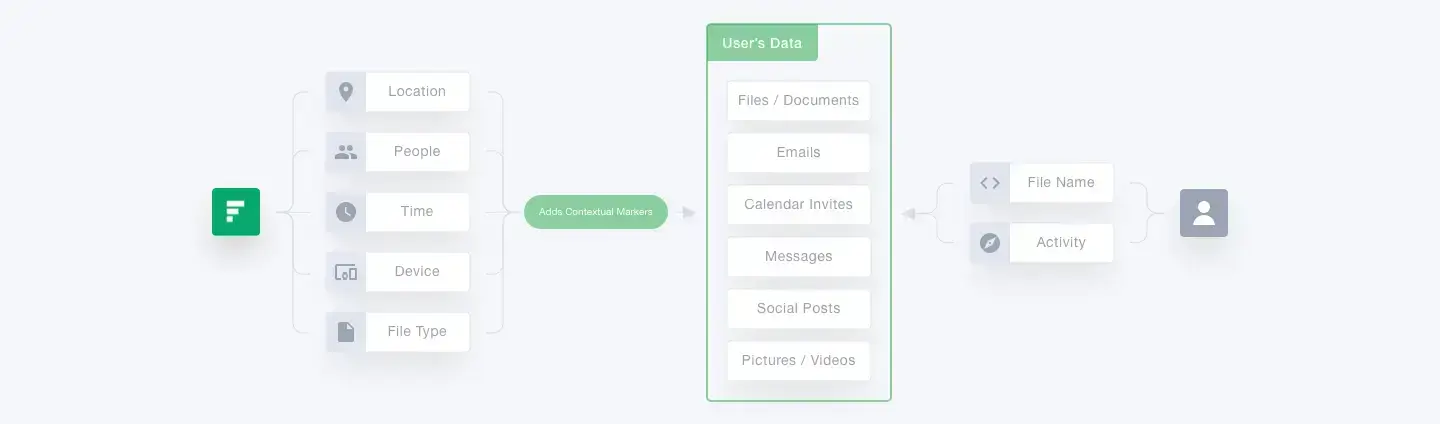 Location
People
Time
Device
File Type
Adds Contextual Markers
User's Data
Files / Documents
Emails
Calendar Invites
Messages
Social Posts
Pictures / Videos
File Name
Activity